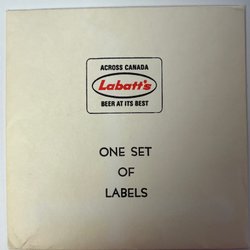 ACROSS CANADA
Labatt's
BEER AT ITS BEST
ONE SET
OF
LABELS